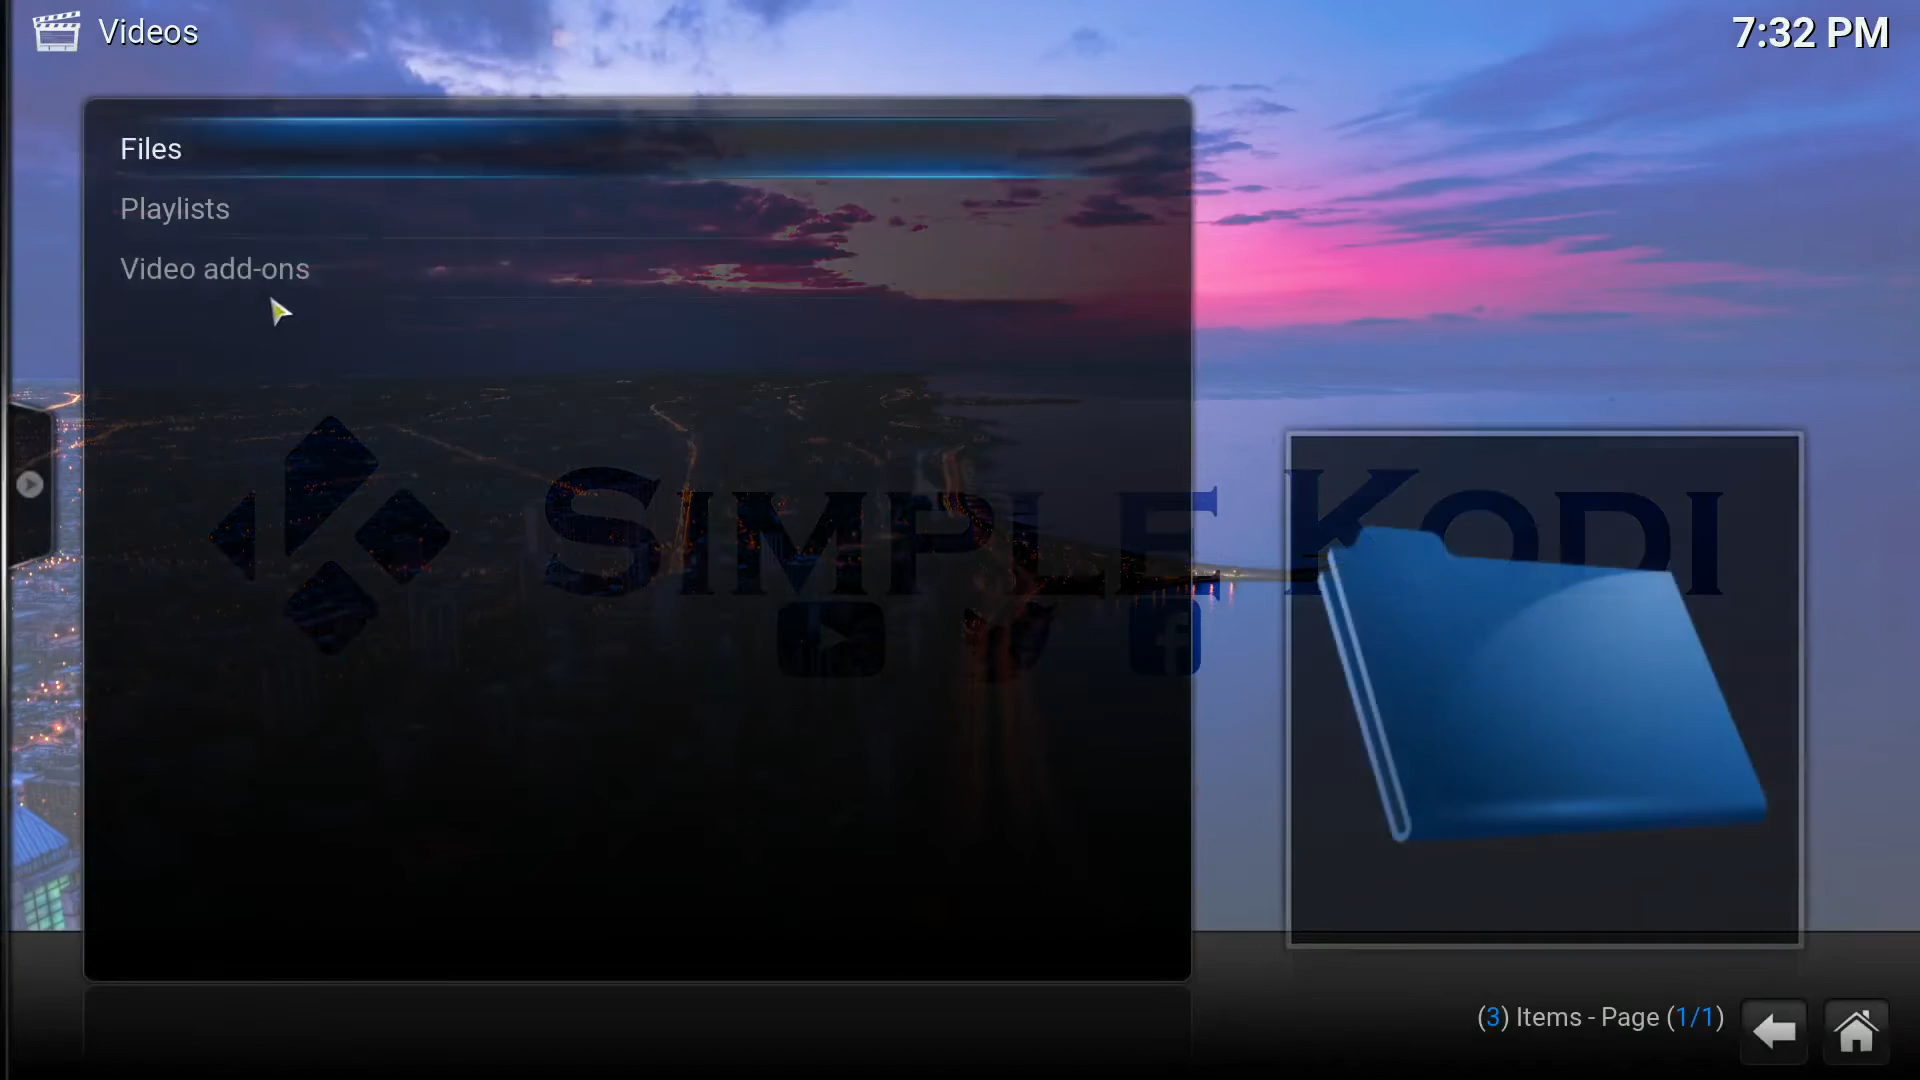 Videos
7:32 PM
Files
Playlists
Video add-ons
SIMPLE KODI
(3) Items - Page (1/1)